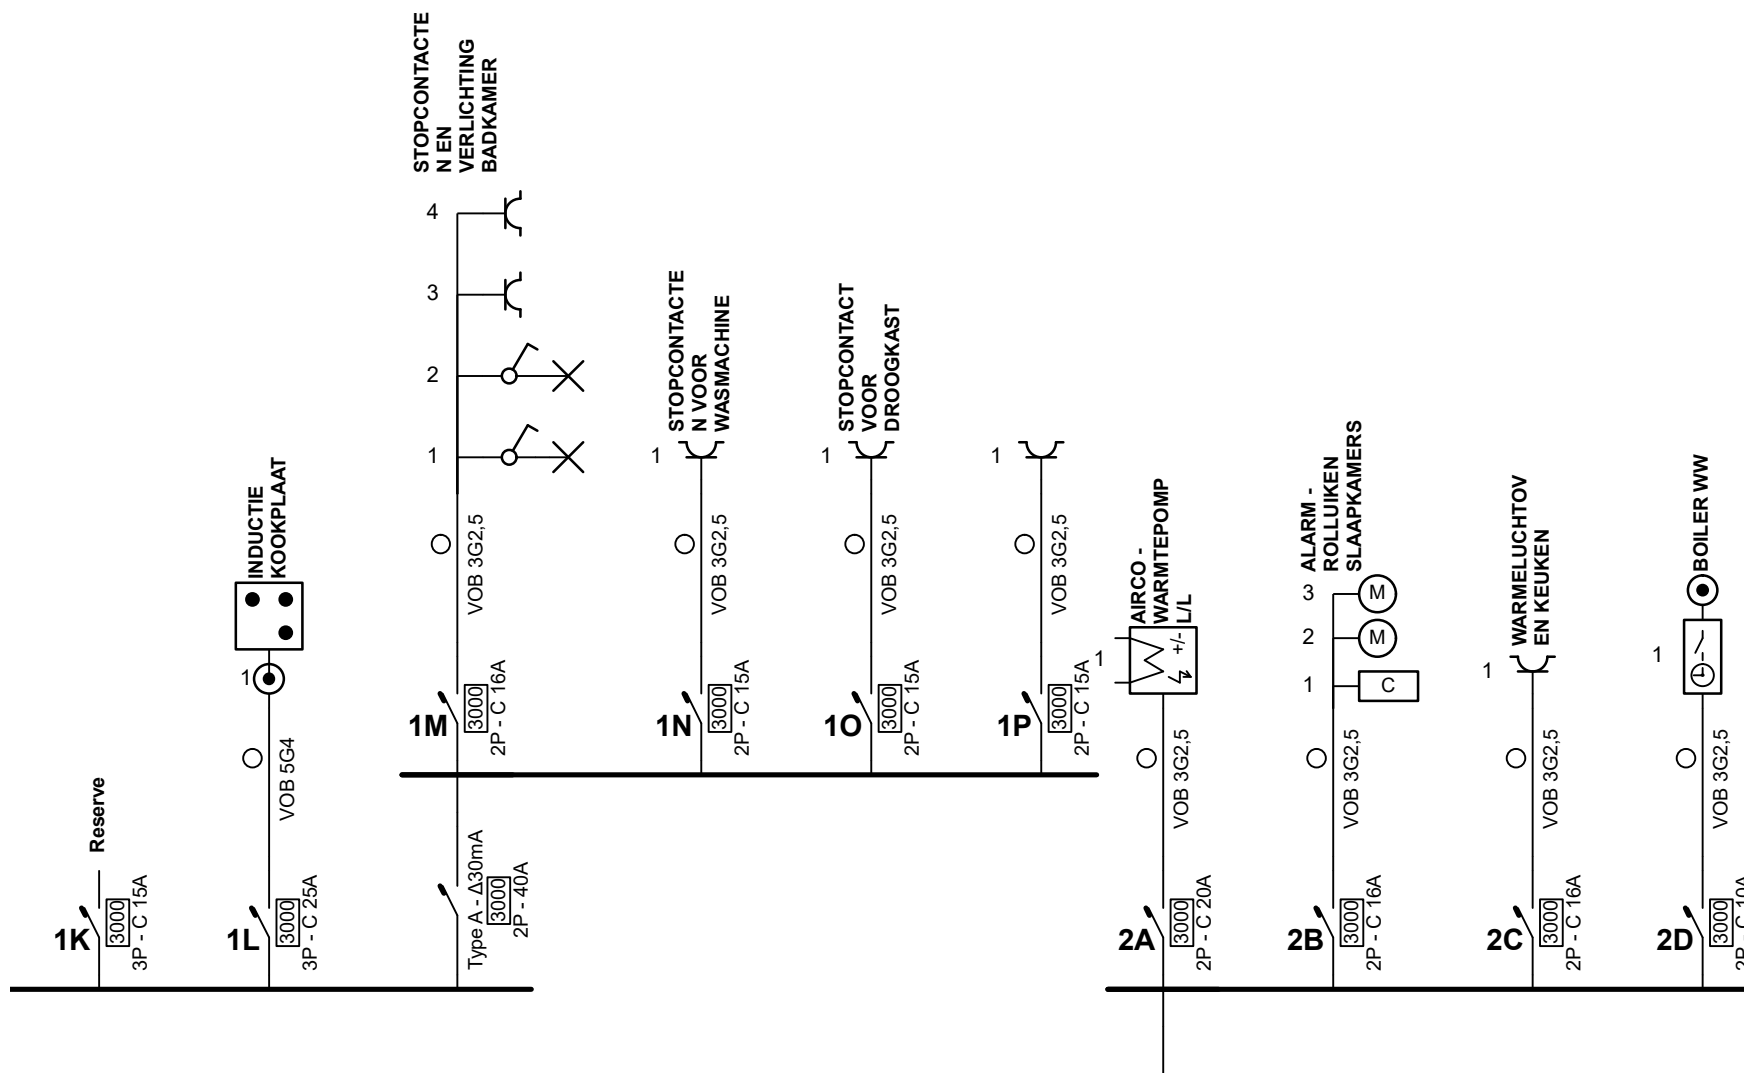 Reserve
1K
3000
3P - C 15A
INDUCTIE
KOOKPLAAT
1
VOB 5G4
1L
3000
3P - C 25A
STOPCONTACTE
N EN
VERLICHTING
BADKAMER
4
3
2
1
VOB 3G2,5
1M
3000
2P - C 16A
Type A - Δ30mA
3000
2P - 40A
STOPCONTACTE
N VOOR
WASMACHINE
1
VOB 3G2,5
1N
3000
2P - C 15A
STOPCONTACT
VOOR
DROOGKAST
1
VOB 3G2,5
1O
3000
2P - C 15A
1
VOB 3G2,5
1P
3000
2P - C 15A
AIRCO -
WARMTEPOMP
L/L
1
+/-
VOB 3G2,5
2A
3000
2P - C 20A
ALARM -
ROLLUIKEN
SLAAPKAMERS
3
M
2
M
1
C
VOB 3G2,5
2B
3000
2P - C 16A
WARMELUCHTOV
EN KEUKEN
1
VOB 3G2,5
2C
3000
2P - C 16A
BOILER WW
1
VOB 3G2,5
2D
3000
2P - C 10A